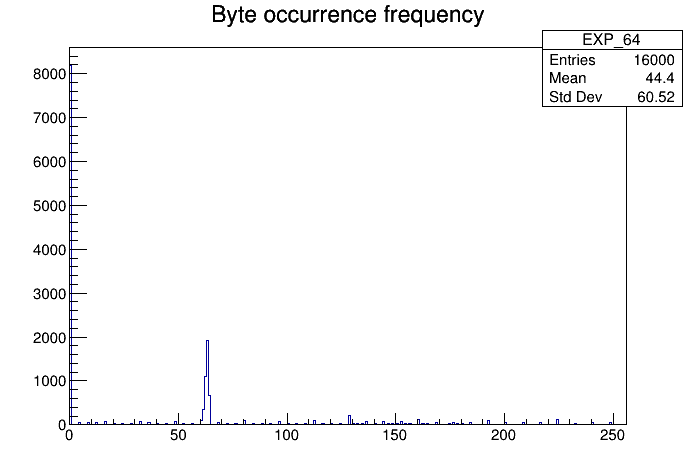 Byte occurrence frequency
EXP_64
Entries 16000
Mean 44.4
Std Dev 60.52
8000
7000
6000
5000
4000
3000
2000
1000
0
0 50 100 150 200 250